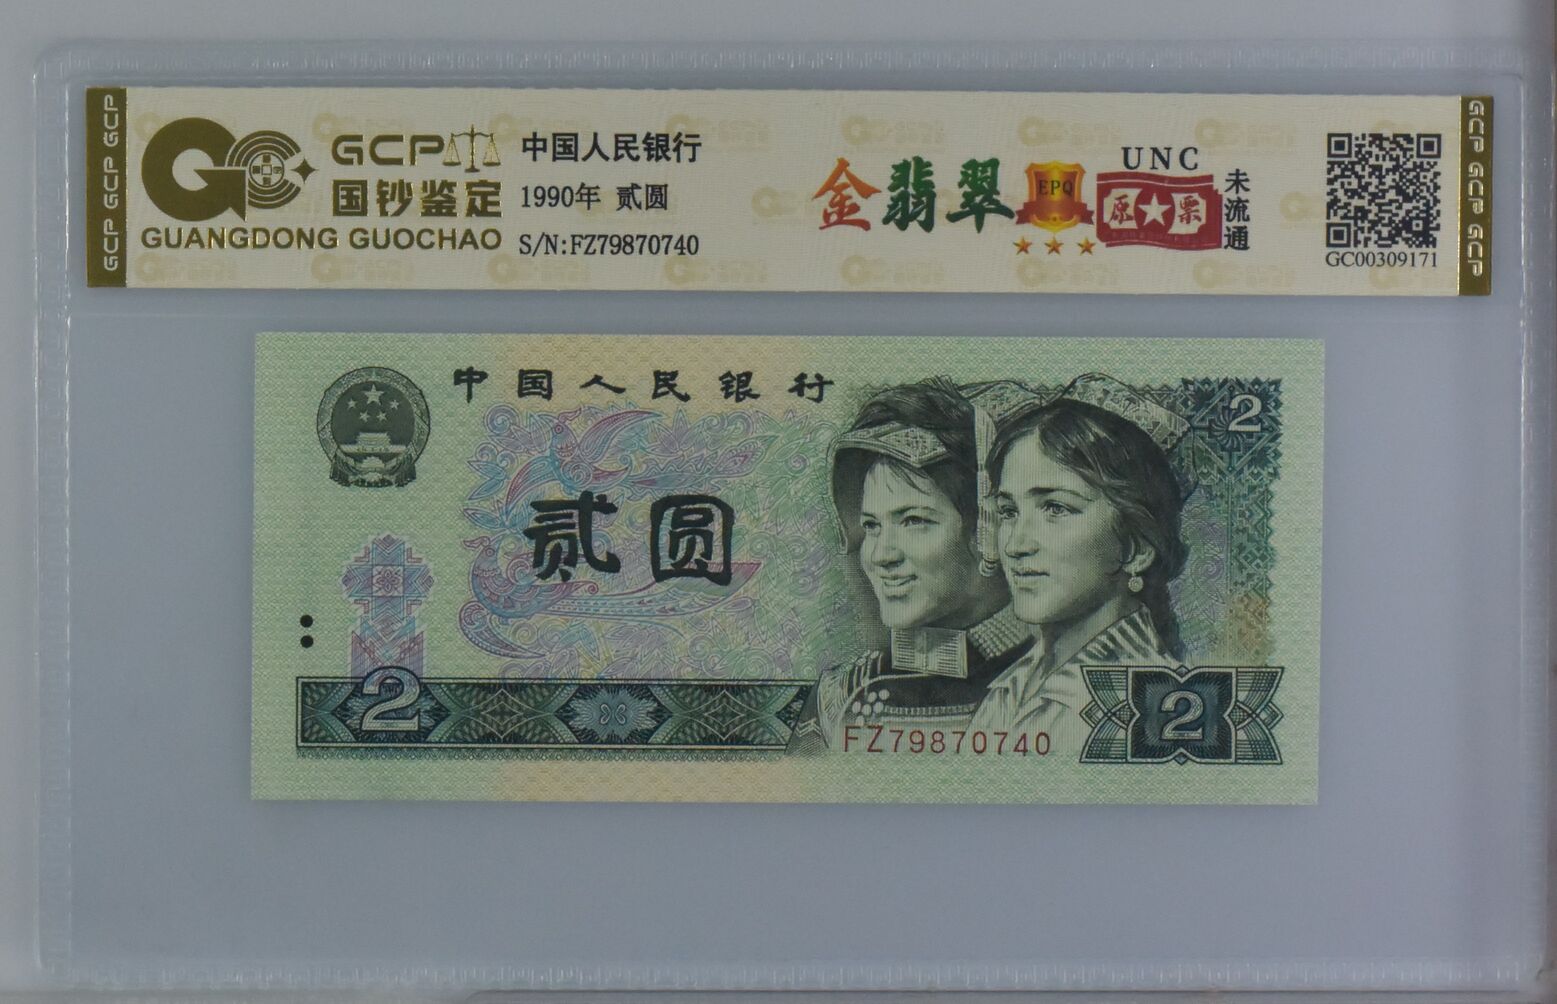 GCP GCP GCP
GCP
国钞鉴定
GUANGDONG GUOCHAO
中国人民银行
1990年 贰圆
S/N:FZ79870740
金翡翠
EPQ
UNC
原票
未流通
GC00309171
GCP GCP GCP
中国人民银行
2
贰圆
2
FZ79870740
2